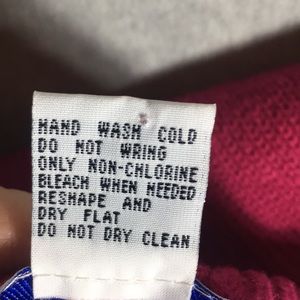 HAND WASH COLD
DO NOT WRING
ONLY NON-CHLORINE
BLEACH WHEN NEEDED
RESHAPE AND
DRY FLAT
DO NOT DRY CLEAN